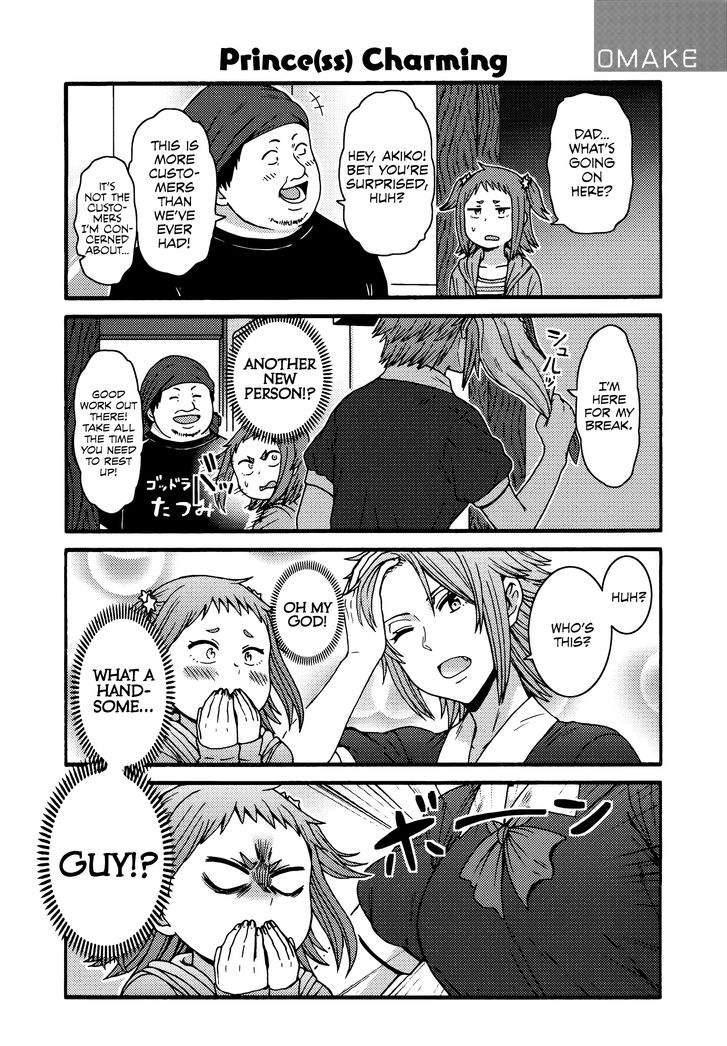 OMAKE
Prince(ss) Charming
DAD...
WHAT'S
GOING
ON
HERE?
HEY, AKIKO!
BET YOU'RE
SURPRISED,
HUH?
THIS IS
MORE
CUSTO-
MERS
THAN
WE'VE
EVER
HAD!
IT'S
NOT THE
CUSTO-
MERS
I'M CON-
CERNED
ABOUT...
I'M
HERE
FOR MY
BREAK.
シュルッ
ANOTHER
NEW
PERSON!?
GOOD
WORK OUT
THERE!
TAKE ALL
THE TIME
YOU NEED
TO REST
UP!
ゴッドラ
たつみ
HUH?
WHO'S
THIS?
OH MY
GOD!
WHAT A
HAND-
SOME...
GUY!?
ボーン